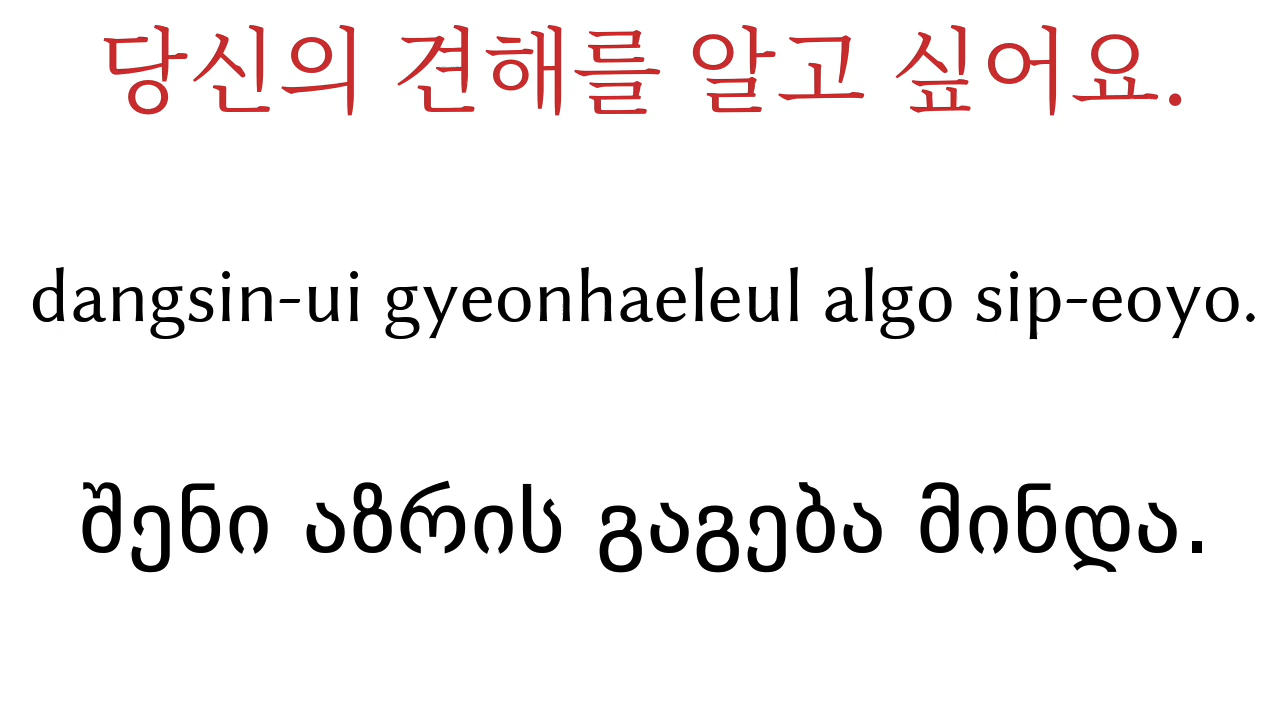 당신의 견해를 알고 싶어요.
dangsin-ui gyeonhaeleul algo sip-eoyo.
შენი აზრის გაგება მინდა.